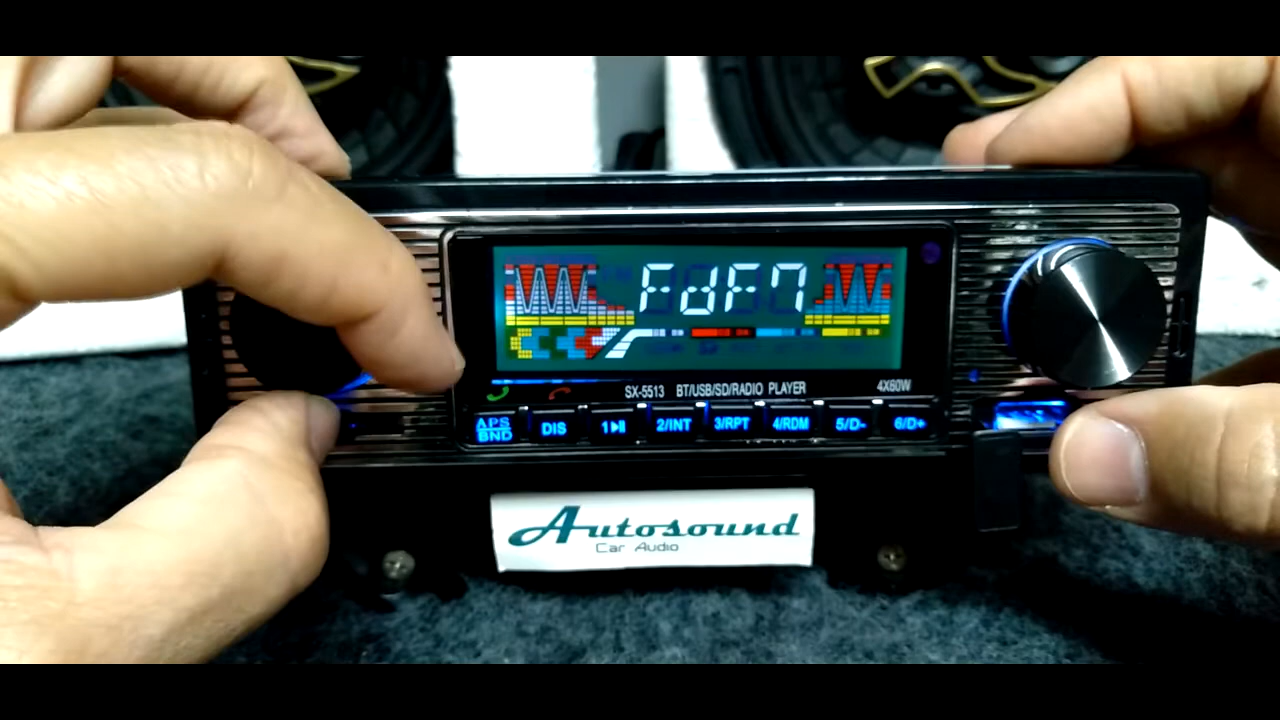 FdF7
SX-5513 BT/USB/SD/RADIO PLAYER 4X60W
APS/BND DIS 1 2/INT 3/RPT 4/RDM 5/D- 6/D+
Autosound
Car Audio